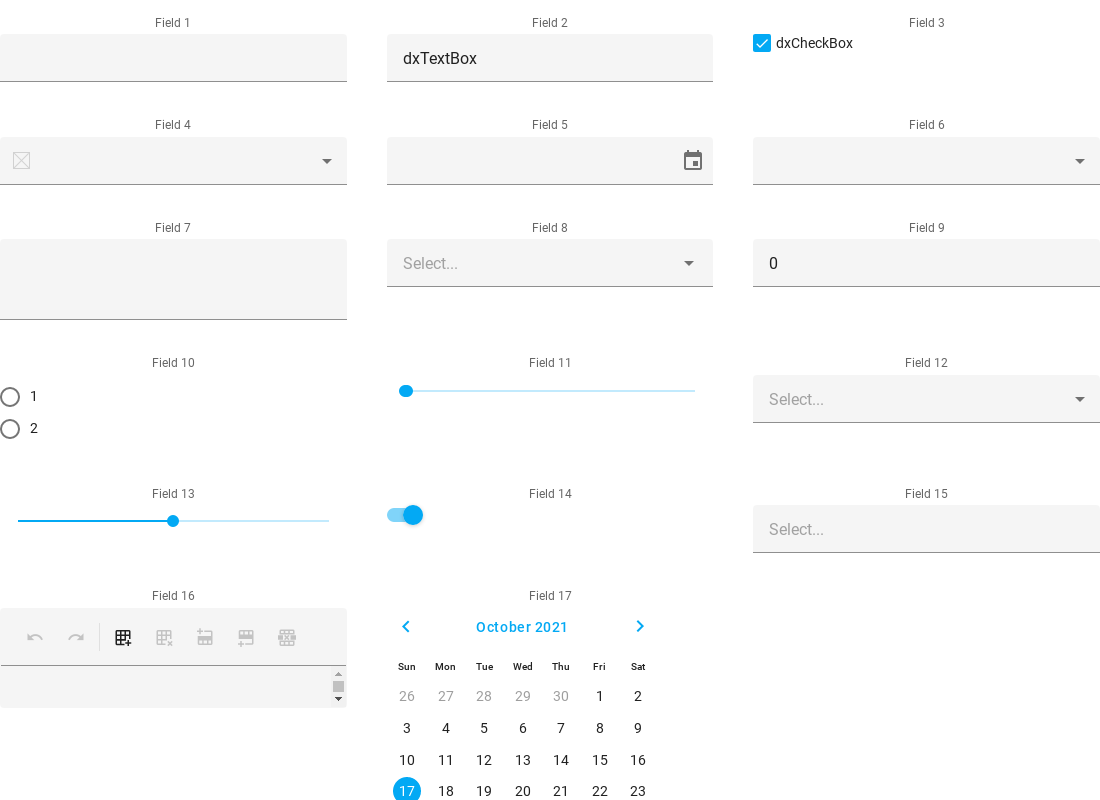 Field 1
Field 2
dxTextBox
Field 3
dxCheckBox
Field 4
Field 5
Field 6
Field 7
Field 8
Select...
Field 9
0
Field 10
1
2
Field 11
Field 12
Select...
Field 13
Field 14
Field 15
Select...
Field 16
Field 17
October 2021
Sun Mon Tue Wed Thu Fri Sat
26 27 28 29 30 1 2
3 4 5 6 7 8 9
10 11 12 13 14 15 16
17 18 19 20 21 22 23